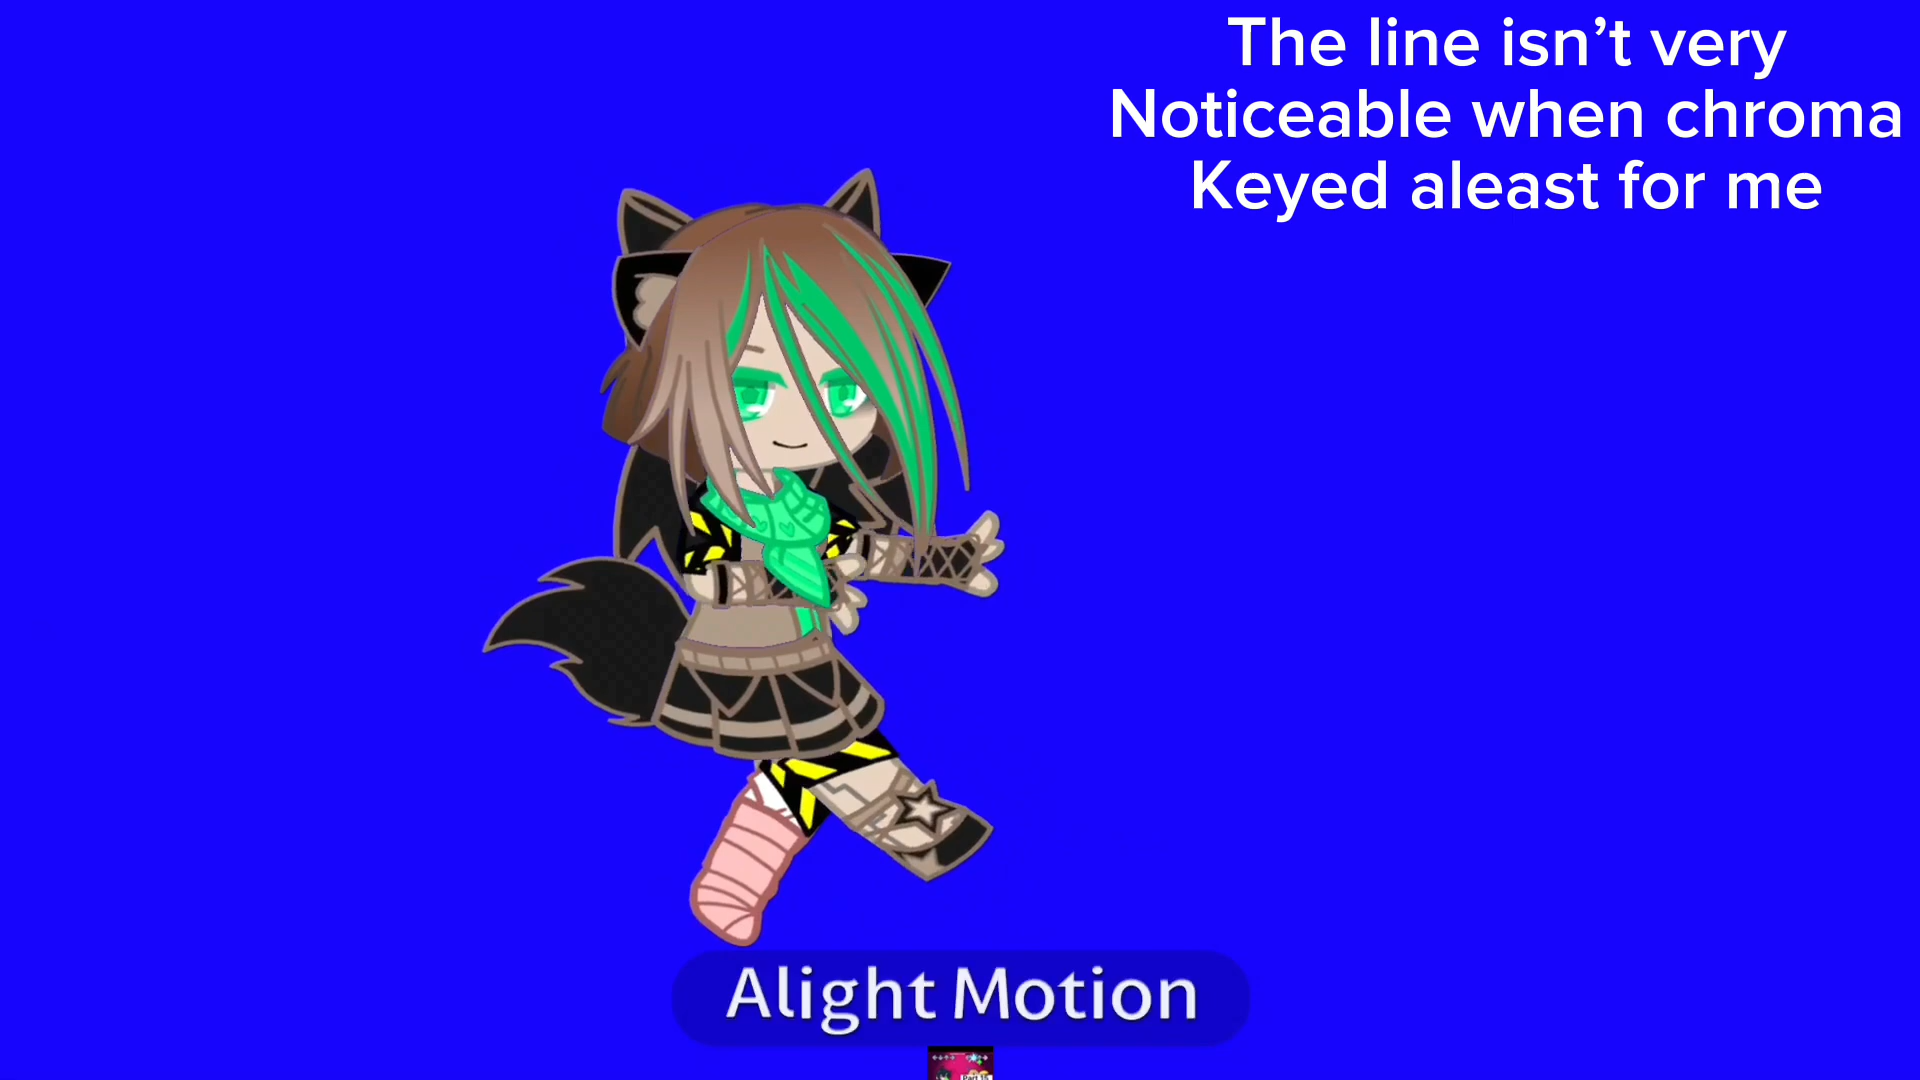 The line isn’t very
Noticeable when chroma
Keyed aleast for me
Alight Motion